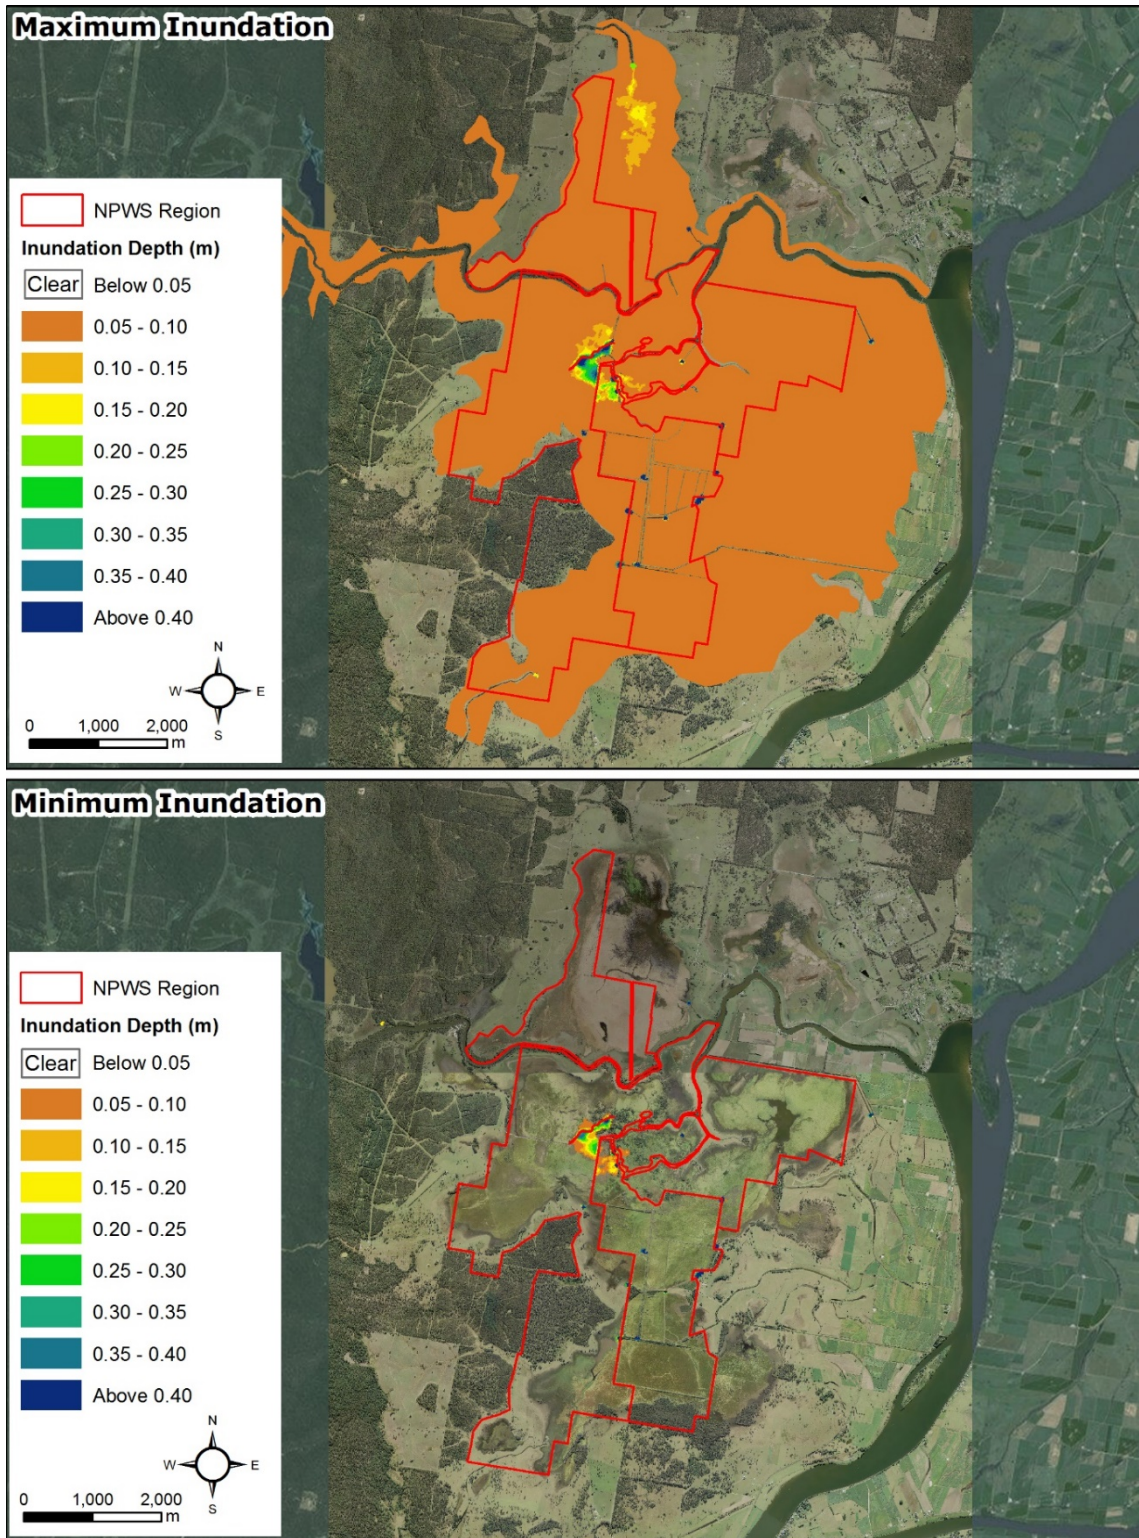 Maximum Inundation
NPWS Region
Inundation Depth (m)
Clear Below 0.05
0.05 - 0.10
0.10 - 0.15
0.15 - 0.20
0.20 - 0.25
0.25 - 0.30
0.30 - 0.35
0.35 - 0.40
Above 0.40
N
W E
S
0 1,000 2,000
m
Minimum Inundation
NPWS Region
Inundation Depth (m)
Clear Below 0.05
0.05 - 0.10
0.10 - 0.15
0.15 - 0.20
0.20 - 0.25
0.25 - 0.30
0.30 - 0.35
0.35 - 0.40
Above 0.40
N
W E
S
0 1,000 2,000
m